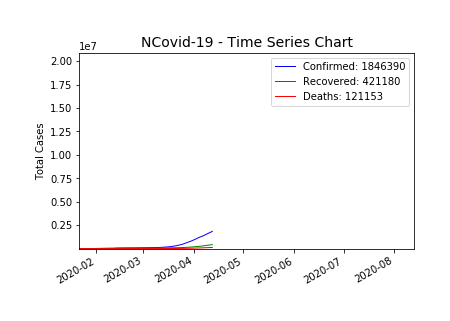 NCovid-19 - Time Series Chart
1e7
Confirmed: 1846390
Recovered: 421180
Deaths: 121153
Total Cases
2.00
1.75
1.50
1.25
1.00
0.75
0.50
0.25
2020-02
2020-03
2020-04
2020-05
2020-06
2020-07
2020-08